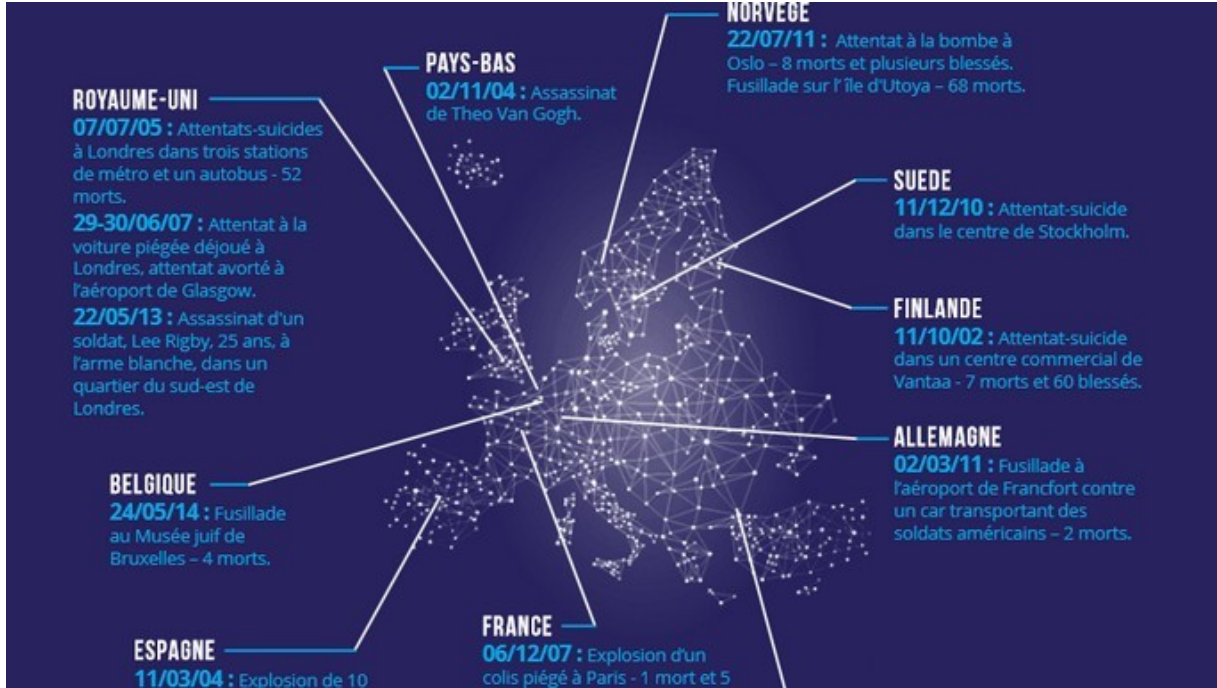 NORVEGE
22/07/11 : Attentat à la bombe à
Oslo – 8 morts et plusieurs blessés.
Fusillade sur l' île d'Utoya – 68 morts.
PAYS-BAS
02/11/04 : Assassinat
de Theo Van Gogh.
ROYAUME-UNI
07/07/05 : Attentats-suicides
à Londres dans trois stations
de métro et un autobus - 52
morts.
29-30/06/07 : Attentat à la
voiture piégée déjoué à
Londres, attentat avorté à
l'aéroport de Glasgow.
22/05/13 : Assassinat d'un
soldat, Lee Rigby, 25 ans, à
l'arme blanche, dans un
quartier du sud-est de
Londres.
SUEDE
11/12/10 : Attentat-suicide
dans le centre de Stockholm.
FINLANDE
11/10/02 : Attentat-suicide
dans un centre commercial de
Vantaa - 7 morts et 60 blessés.
ALLEMAGNE
02/03/11 : Fusillade à
l'aéroport de Francfort contre
un car transportant des
soldats américains – 2 morts.
BELGIQUE
24/05/14 : Fusillade
au Musée juif de
Bruxelles – 4 morts.
ESPAGNE
11/03/04 : Explosion de 10
FRANCE
06/12/07 : Explosion d'un
colis piégé à Paris - 1 mort et 5